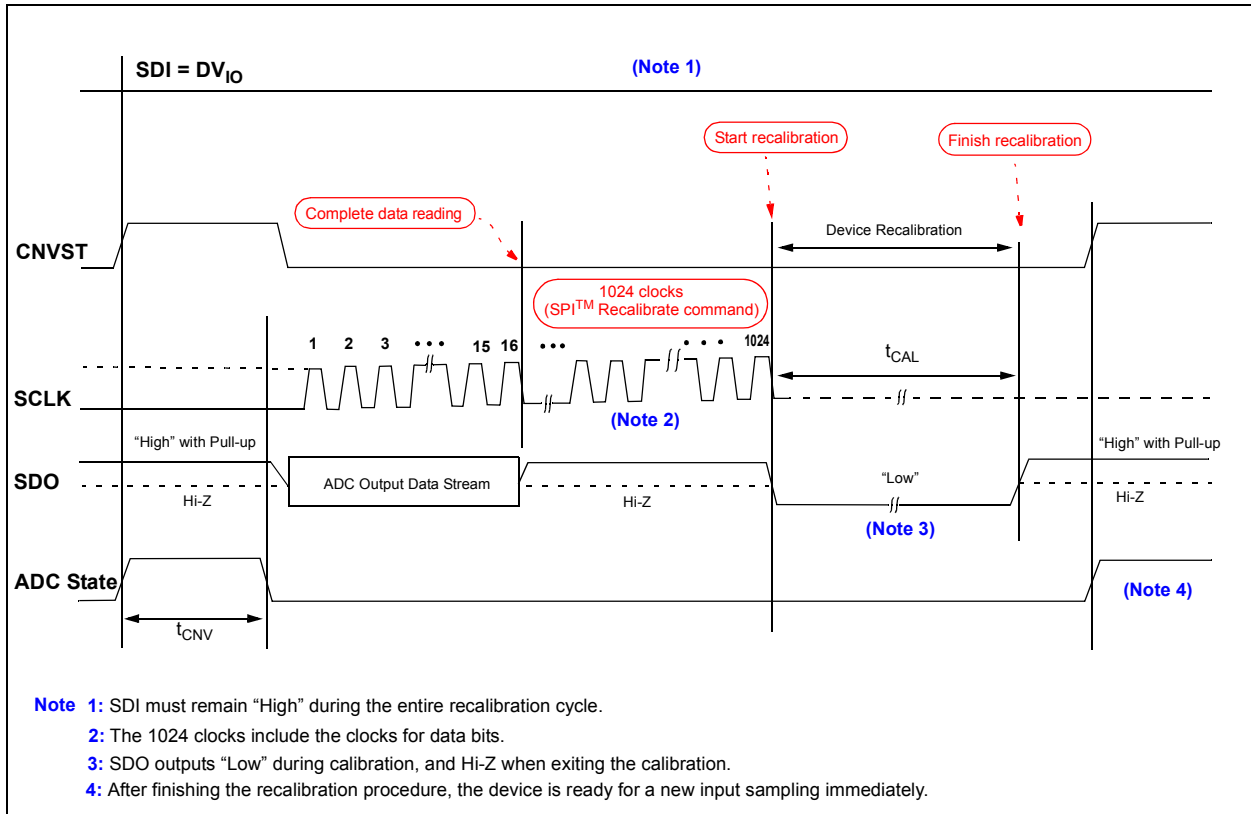 SDI = DVIO
(Note 1)
Start recalibration
Finish recalibration
Complete data reading
CNVST
Device Recalibration
1024 clocks
(SPI™ Recalibrate command)
1 2 3 • • • 15 16 • • • • • • 1024
tCAL
SCLK
(Note 2)
"High" with Pull-up
"High" with Pull-up
SDO
ADC Output Data Stream
"Low"
Hi-Z
Hi-Z
Hi-Z
(Note 3)
ADC State
(Note 4)
tCNV
Note 1: SDI must remain “High” during the entire recalibration cycle.
2: The 1024 clocks include the clocks for data bits.
3: SDO outputs “Low” during calibration, and Hi-Z when exiting the calibration.
4: After finishing the recalibration procedure, the device is ready for a new input sampling immediately.